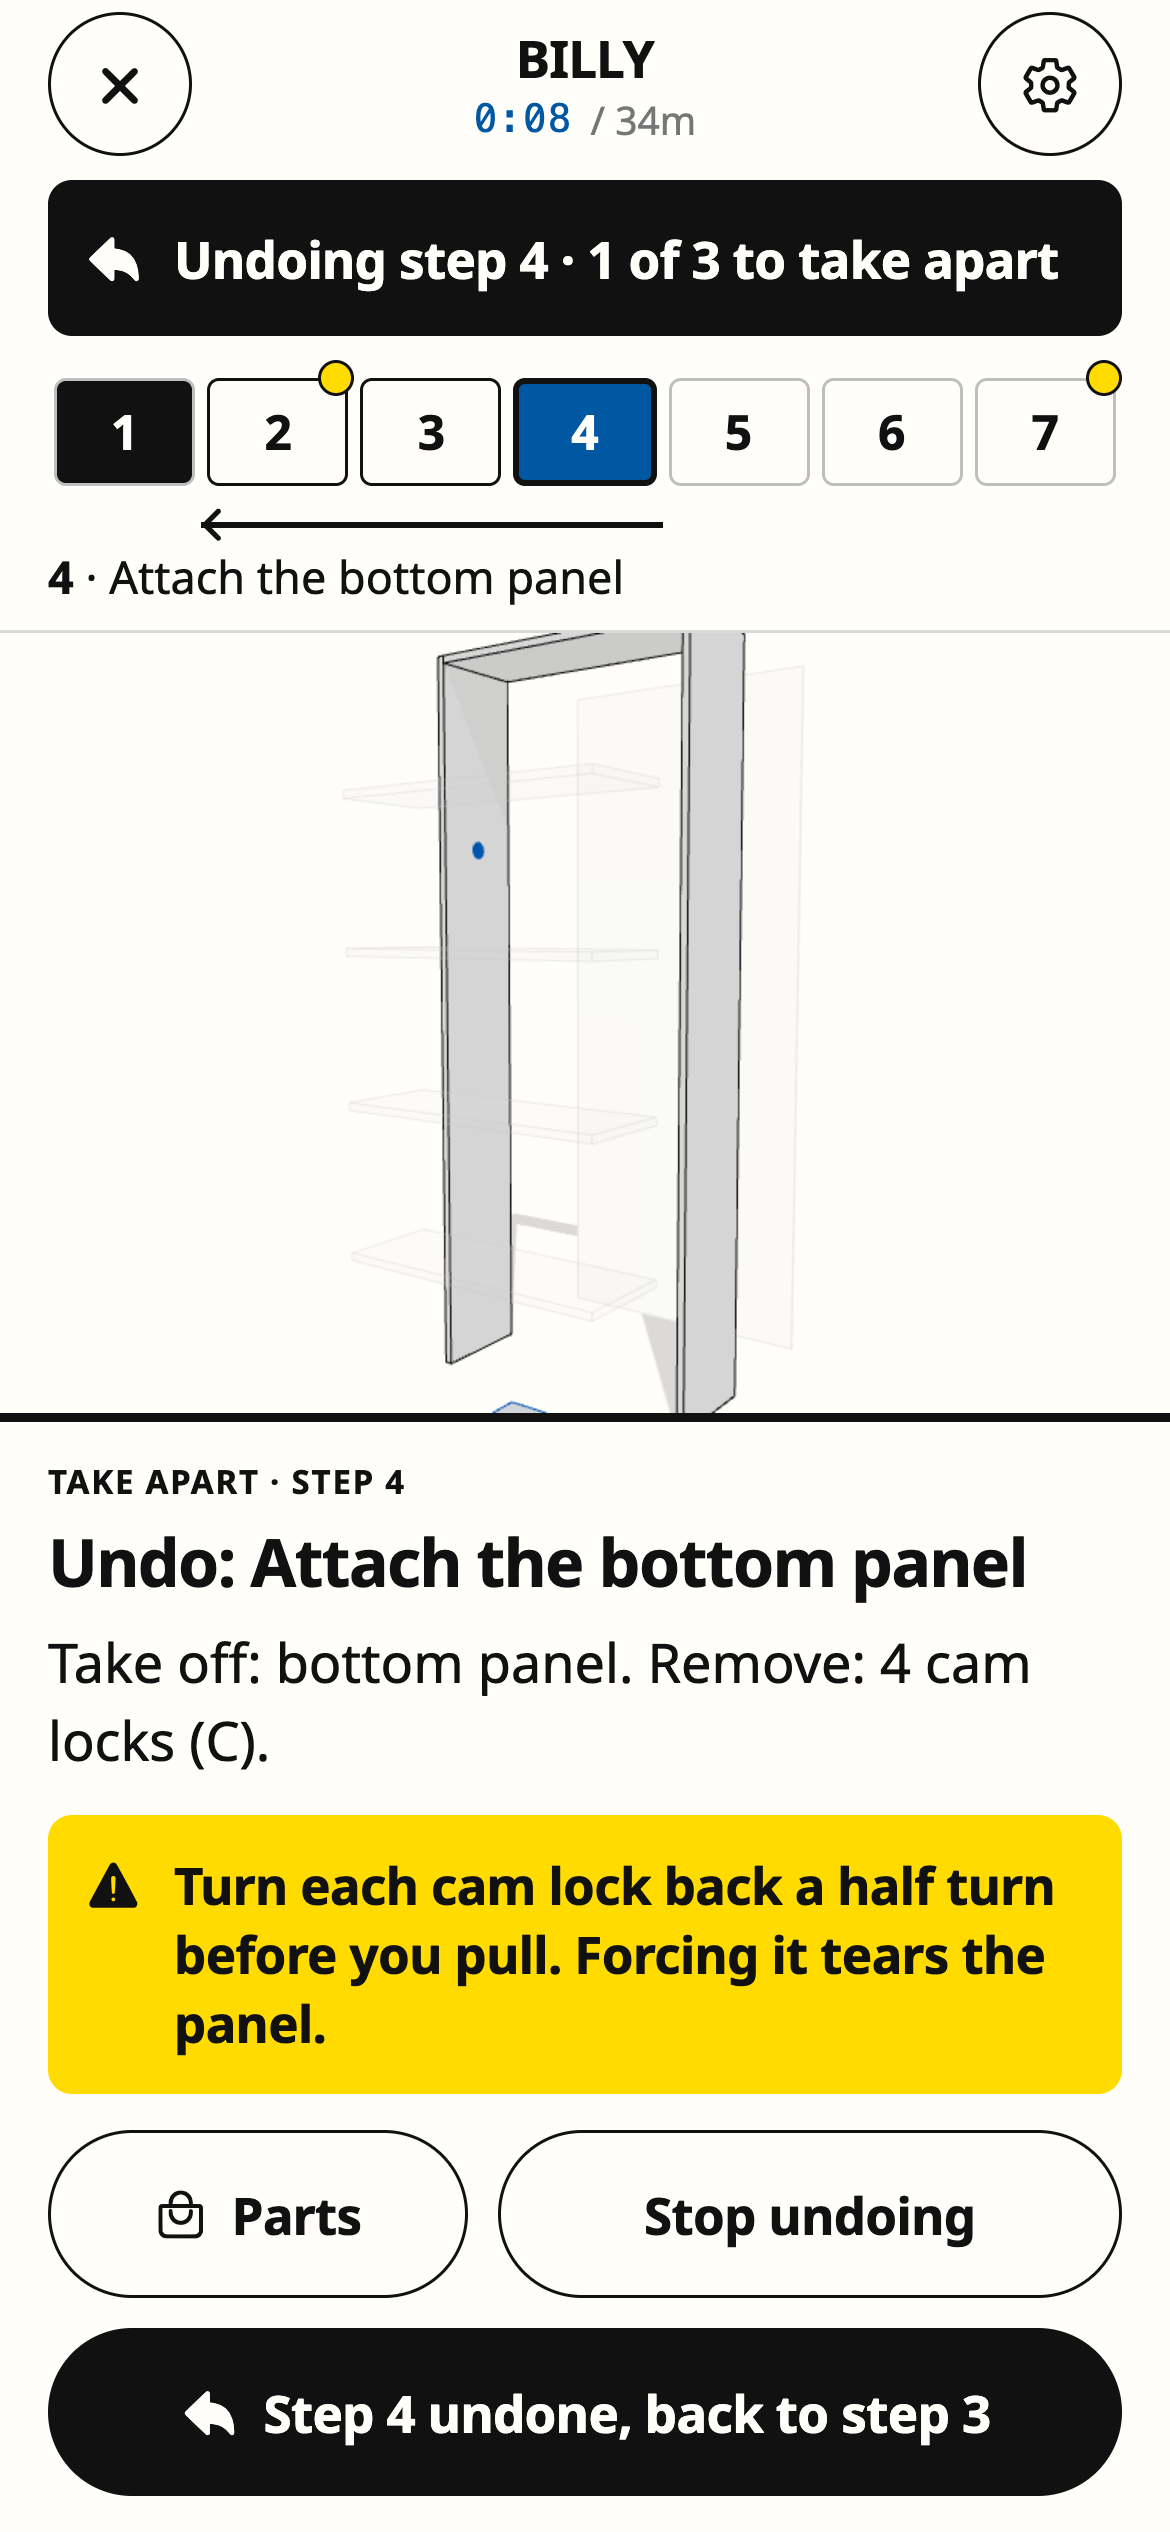 BILLY
0:08 / 34m
Undoing step 4 · 1 of 3 to take apart
1 2 3 4 5 6 7
4 · Attach the bottom panel
TAKE APART · STEP 4
Undo: Attach the bottom panel
Take off: bottom panel. Remove: 4 cam
locks (C).
Turn each cam lock back a half turn
before you pull. Forcing it tears the
panel.
Parts
Stop undoing
Step 4 undone, back to step 3